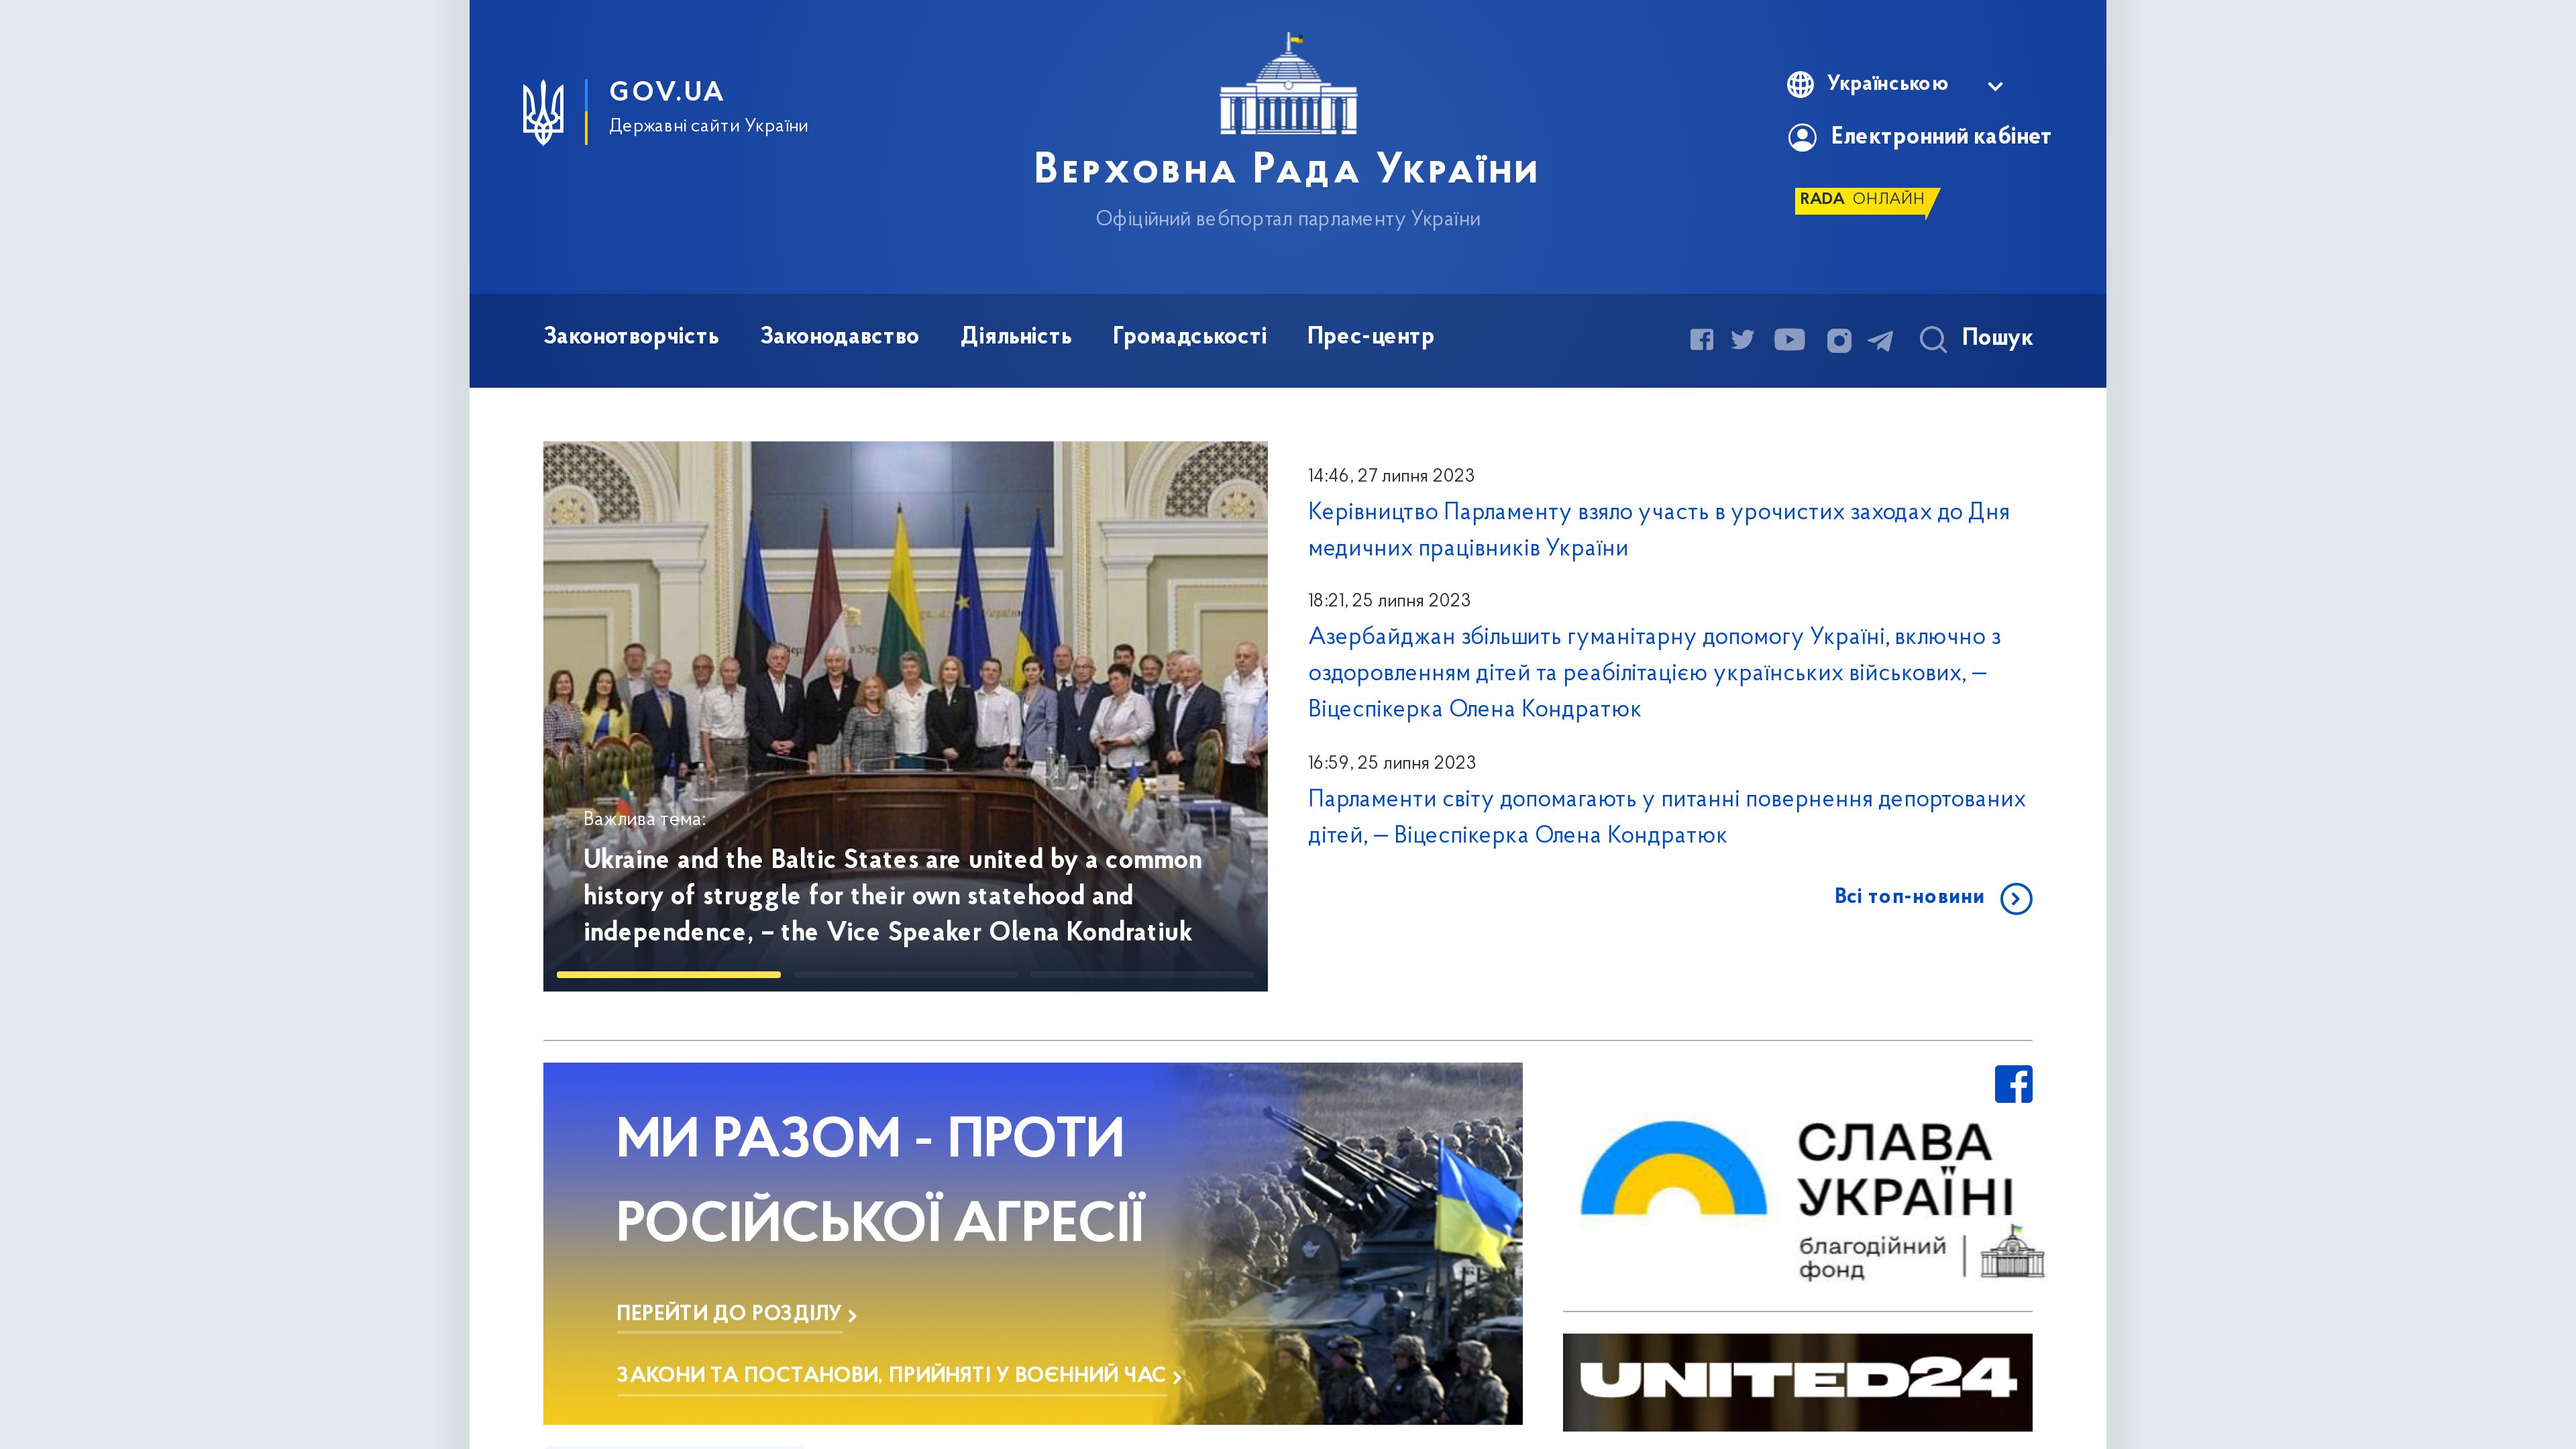 GOV.UA
Державні сайти України
Верховна Рада України
Офіційний вебпортал парламенту України
Українською
Електронний кабінет
RADA ОНЛАЙН
Законотворчість
Законодавство
Діяльність
Громадськості
Прес-центр
Пошук
Важлива тема:
Ukraine and the Baltic States are united by a common
history of struggle for their own statehood and
independence, – the Vice Speaker Olena Kondratiuk
14:46, 27 липня 2023
Керівництво Парламенту взяло участь в урочистих заходах до Дня
медичних працівників України
18:21, 25 липня 2023
Азербайджан збільшить гуманітарну допомогу Україні, включно з
оздоровленням дітей та реабілітацією українських військових, —
Віцеспікерка Олена Кондратюк
16:59, 25 липня 2023
Парламенти світу допомагають у питанні повернення депортованих
дітей, — Віцеспікерка Олена Кондратюк
Всі топ-новини
МИ РАЗОМ - ПРОТИ
РОСІЙСЬКОЇ АГРЕСІЇ
ПЕРЕЙТИ ДО РОЗДІЛУ
ЗАКОНИ ТА ПОСТАНОВИ, ПРИЙНЯТІ У ВОЄННИЙ ЧАС
СЛАВА
УКРАЇНІ
благодійний
фонд
UNITED24